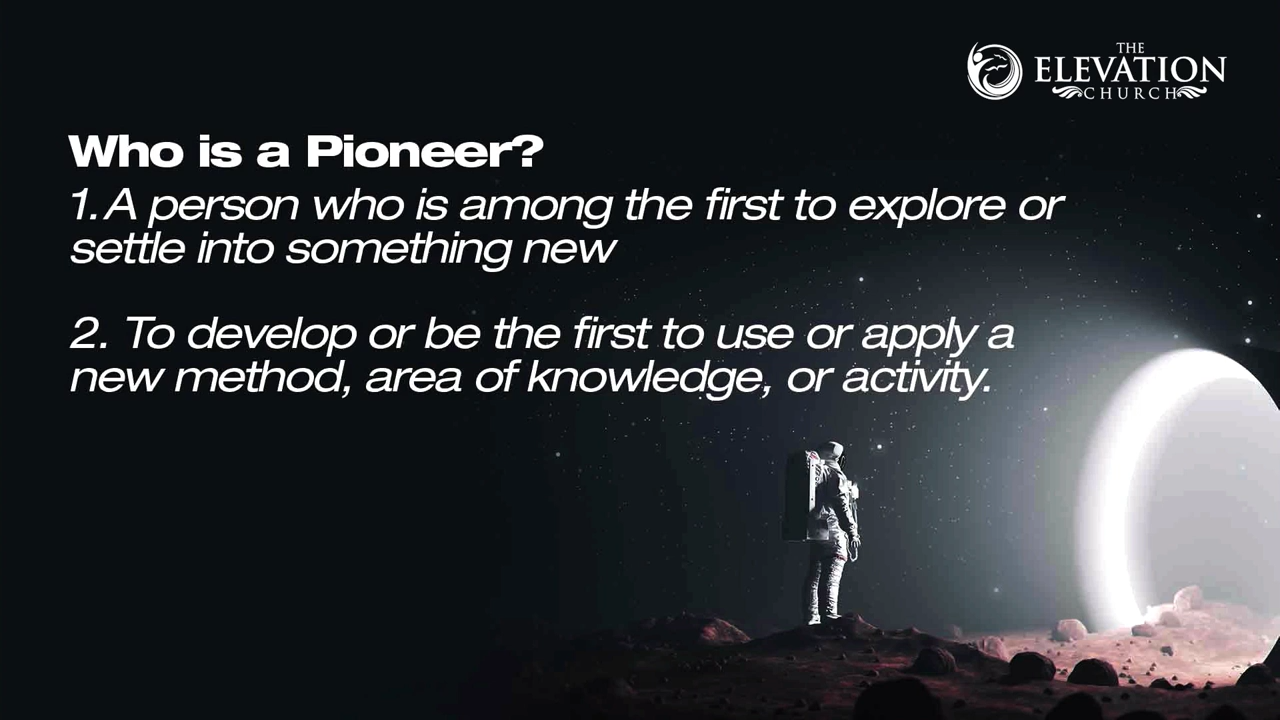 THE
ELEVATION
CHURCH
Who is a Pioneer?
1. A person who is among the first to explore or
settle into something new
2. To develop or be the first to use or apply a
new method, area of knowledge, or activity.